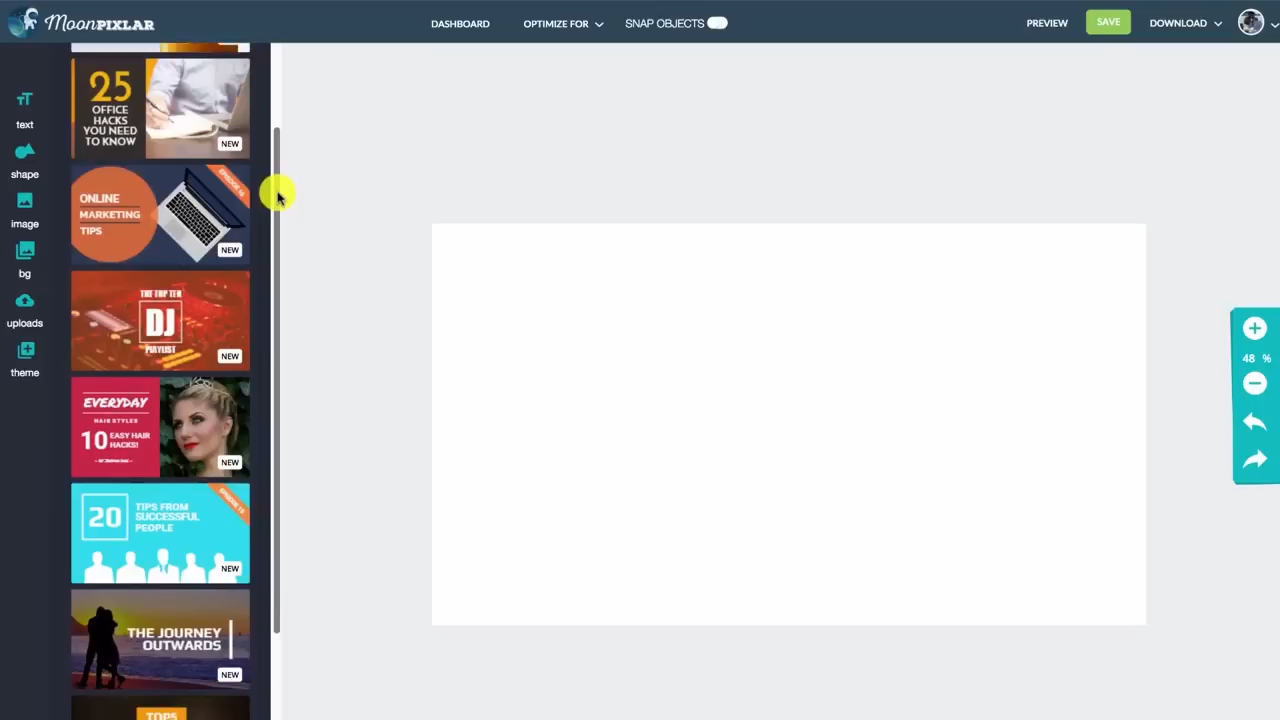 MoonPIXLAR
DASHBOARD
OPTIMIZE FOR
SNAP OBJECTS
PREVIEW
SAVE
DOWNLOAD
text
shape
image
bg
uploads
theme
25
OFFICE
HACKS
YOU NEED
TO KNOW
NEW
ONLINE
MARKETING
TIPS
NEW
THE TOP TEN
DJ
PLAYLIST
NEW
EVERYDAY
HAIR STYLES
10 EASY HAIR
HACKS!
NEW
20
TIPS FROM
SUCCESSFUL
PEOPLE
NEW
THE JOURNEY
OUTWARDS
NEW
TOP5
48 %